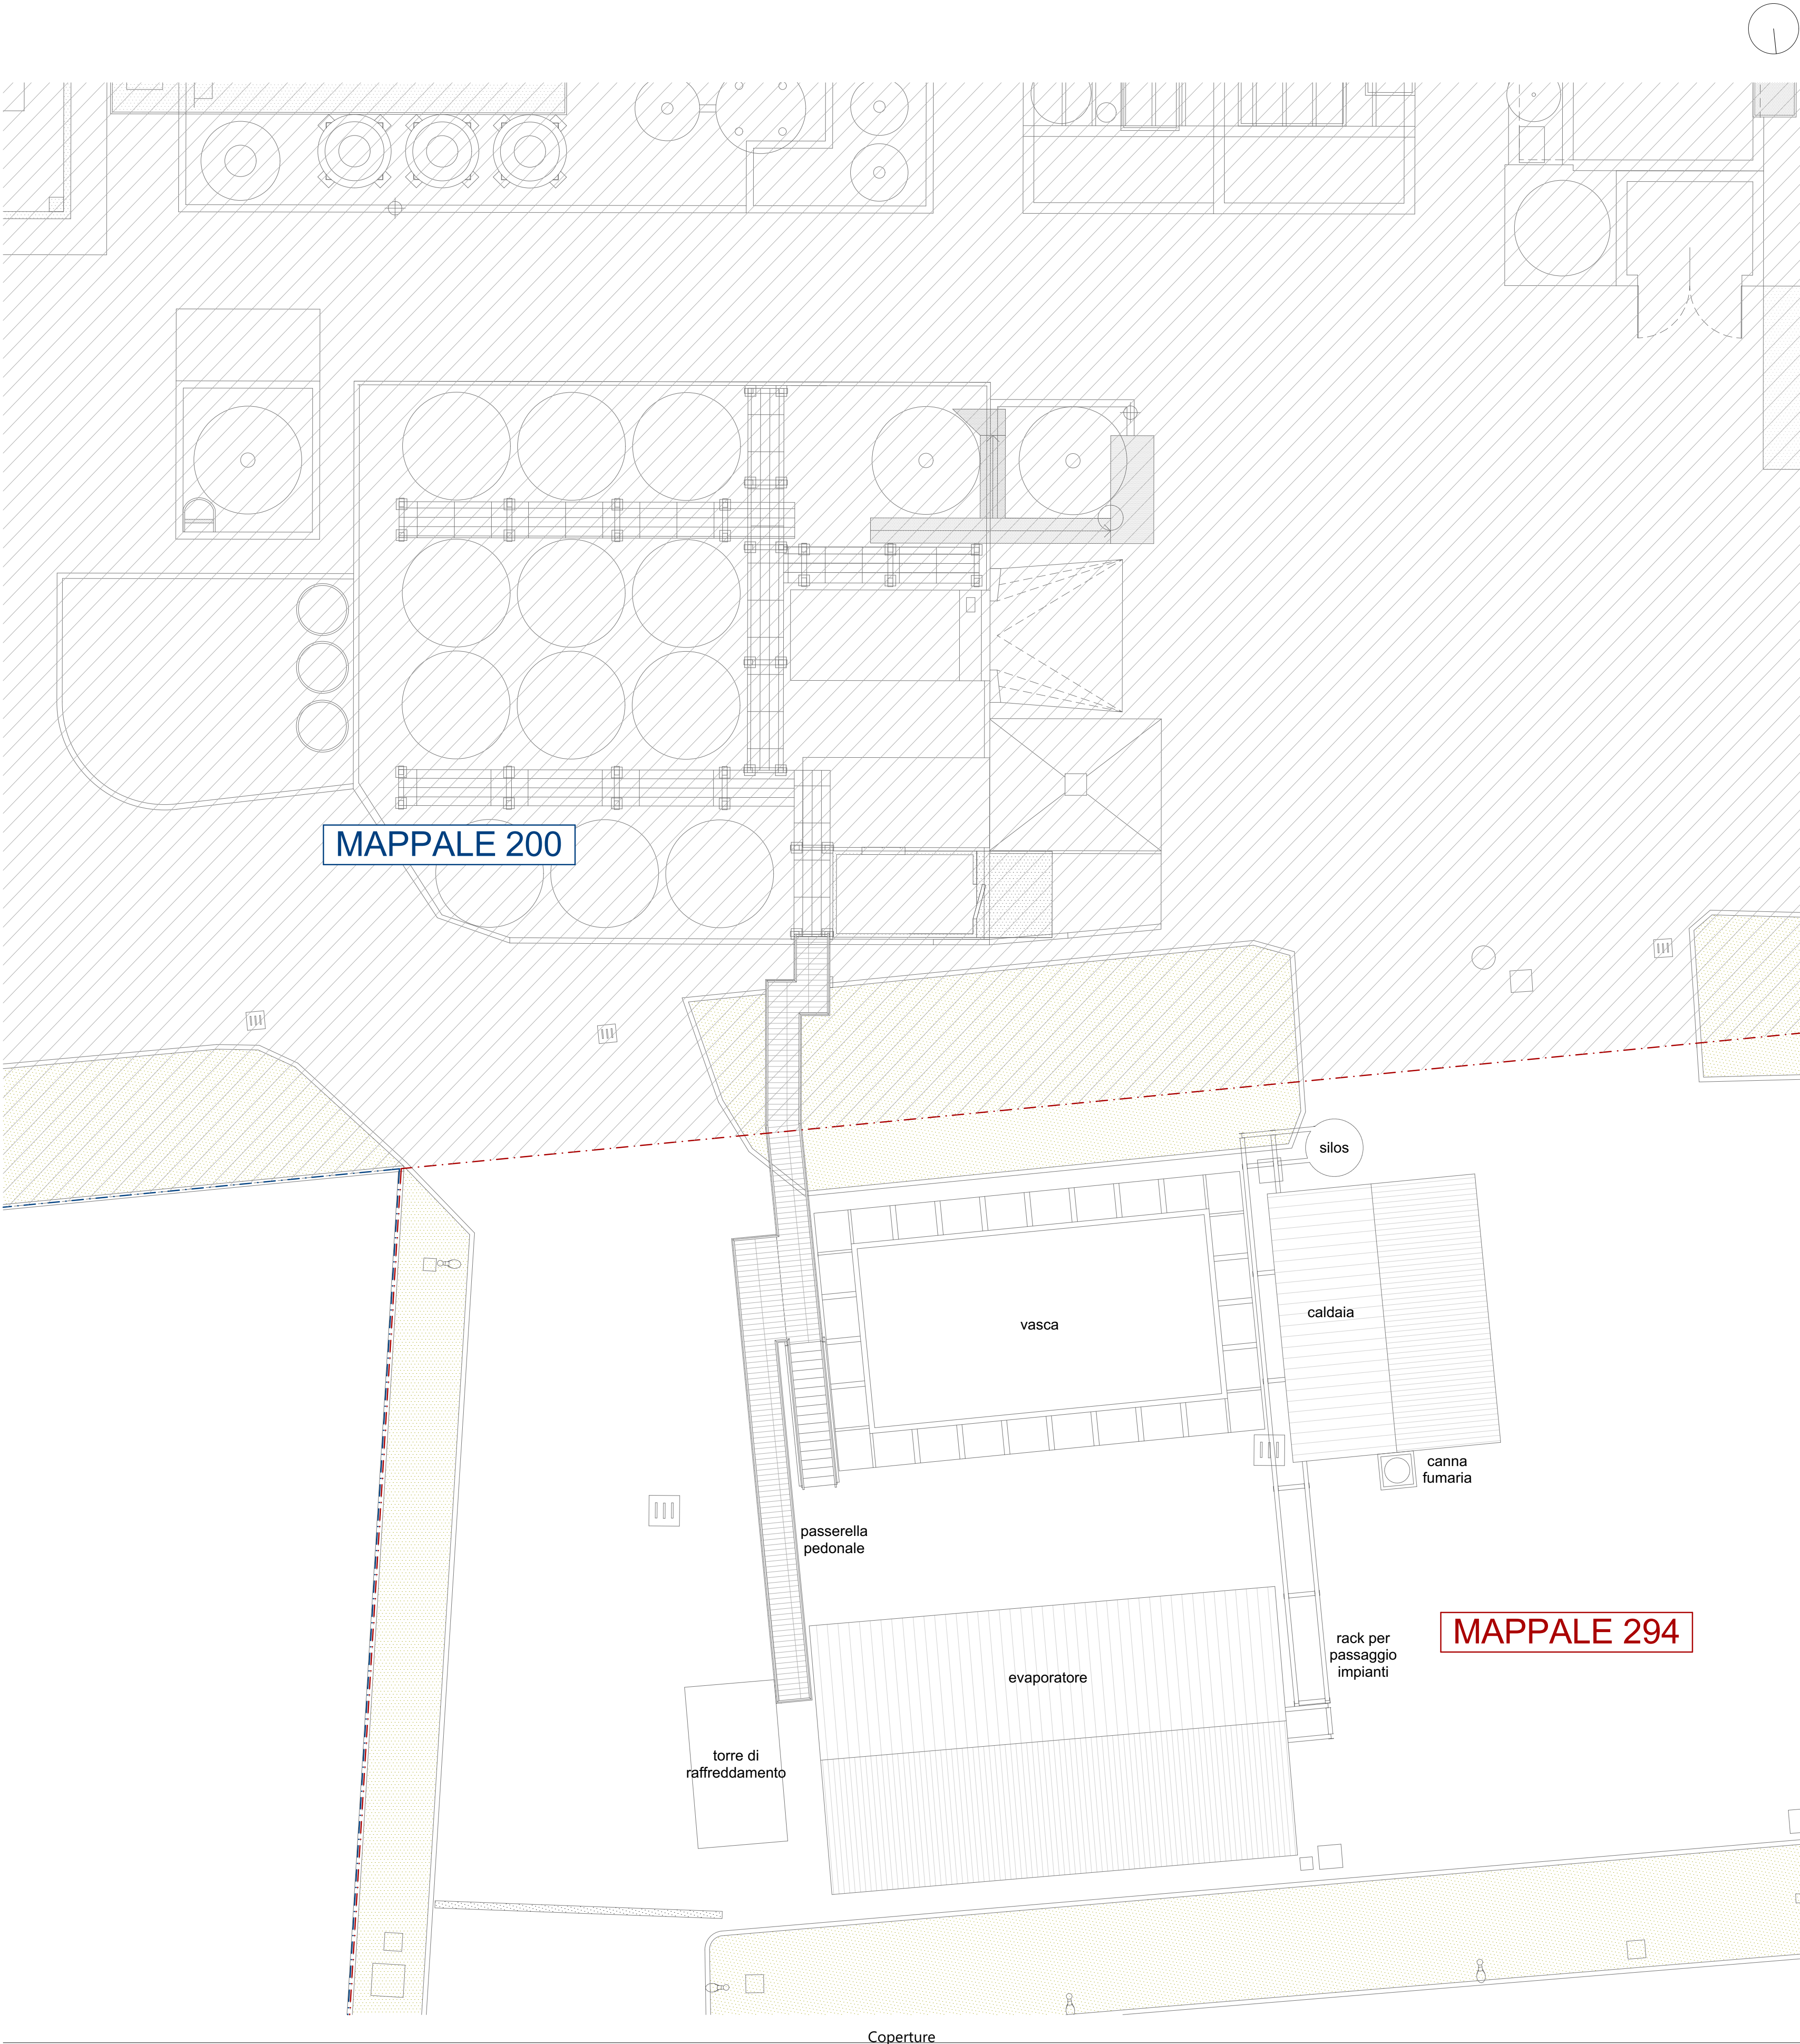 MAPPALE 200
silos
caldaia
vasca
canna
fumaria
passerella
pedonale
MAPPALE 294
rack per
passaggio
impianti
evaporatore
torre di
raffreddamento
Coperture